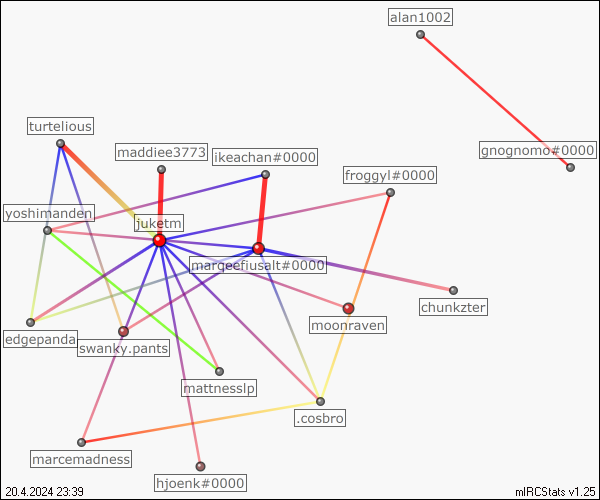 alan1002
turtelious
maddiee3773
ikeachan#0000
gnognomo#0000
froggyl#0000
yoshimanden
juketm
marqeefiusalt#0000
chunkzter
moonraven
edgepanda
swanky.pants
mattnesslp
.cosbro
marcemadness
hjoenk#0000
20.4.2024 23:39
mIRCStats v1.25